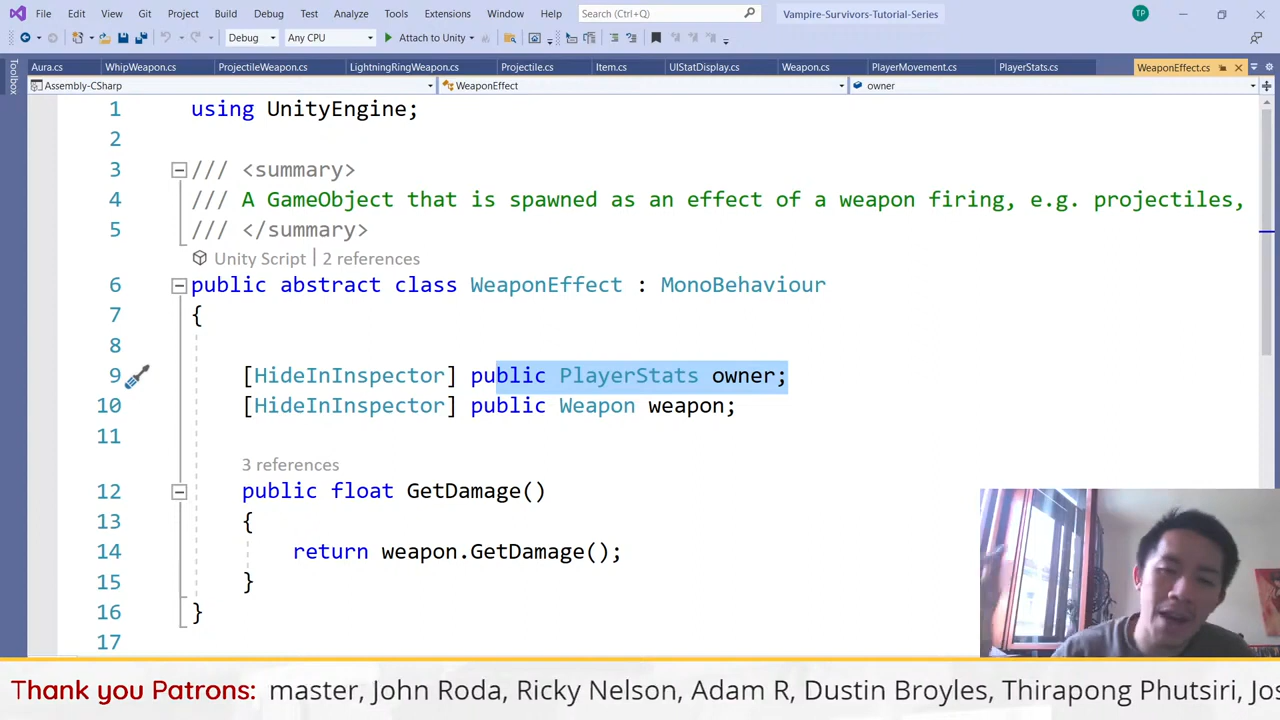 File Edit View Git Project Build Debug Test Analyze Tools Extensions Window Help Search (Ctrl+Q) Vampire-Survivors-Tutorial-Series TP
Debug Any CPU Attach to Unity
Toolbox
Aura.cs WhipWeapon.cs ProjectileWeapon.cs LightningRingWeapon.cs Projectile.cs Item.cs UIStatDisplay.cs Weapon.cs PlayerMovement.cs PlayerStats.cs WeaponEffect.cs
Assembly-CSharp WeaponEffect owner
1 using UnityEngine;
2
3 /// <summary>
4 /// A GameObject that is spawned as an effect of a weapon firing, e.g. projectiles,
5 /// </summary>
Unity Script | 2 references
6 public abstract class WeaponEffect : MonoBehaviour
7 {
8
9 [HideInInspector] public PlayerStats owner;
10 [HideInInspector] public Weapon weapon;
11
3 references
12 public float GetDamage()
13 {
14 return weapon.GetDamage();
15 }
16 }
17
Thank you Patrons: master, John Roda, Ricky Nelson, Adam R, Dustin Broyles, Thirapong Phutsiri, Jos